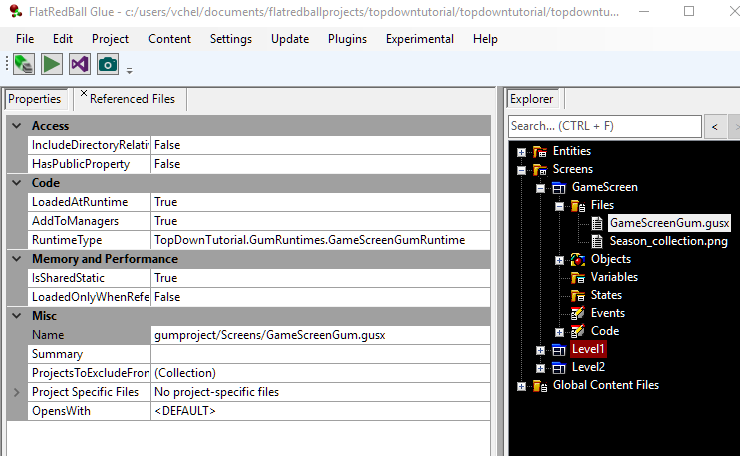 FlatRedBall Glue - c:/users/vchel/documents/flatredballprojects/topdowntutorial/topdowntutorial/topdowntu...
File Edit Project Content Settings Update Plugins Experimental Help
Properties × Referenced Files
Access
IncludeDirectoryRelati False
HasPublicProperty False
Code
LoadedAtRuntime True
AddToManagers True
RuntimeType TopDownTutorial.GumRuntimes.GameScreenGumRuntime
Memory and Performance
IsSharedStatic True
LoadedOnlyWhenRefe False
Misc
Name gumproject/Screens/GameScreenGum.gusx
Summary
ProjectsToExcludeFron (Collection)
Project Specific Files No project-specific files
OpensWith <DEFAULT>
Explorer
Search... (CTRL + F) < >
Entities
Screens
GameScreen
Files
GameScreenGum.gusx
Season_collection.png
Objects
Variables
States
Events
Code
Level1
Level2
Global Content Files